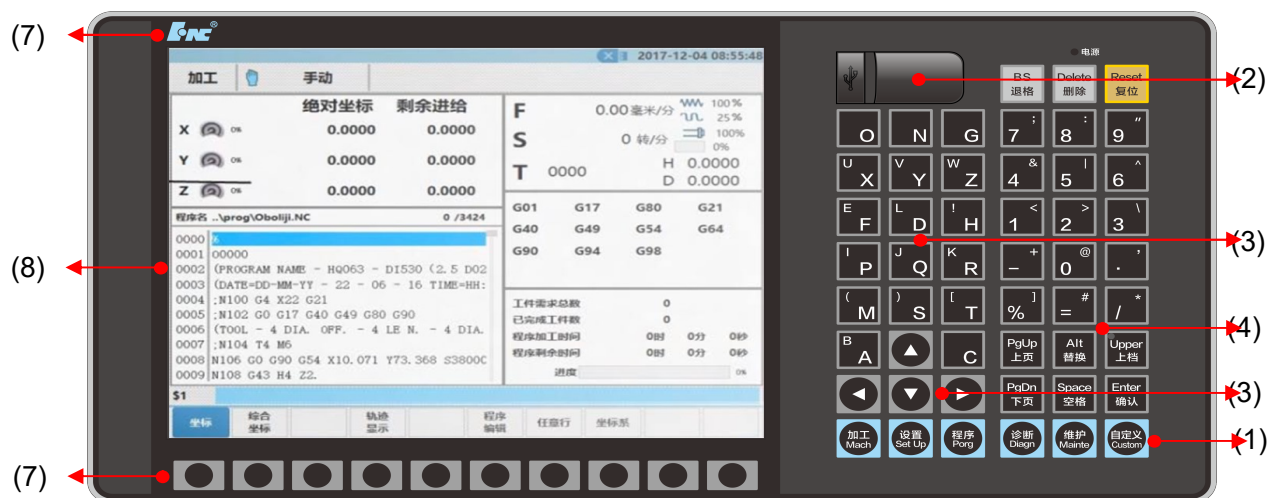 (7)
HNC®
2017-12-04 08:55:48
加工 手动
绝对坐标 剩余进给
X 0% 0.0000 0.0000
Y 0% 0.0000 0.0000
Z 0% 0.0000 0.0000
F 0.00毫米/分 100%
25%
S 0 转/分 100%
0%
T 0000 H 0.0000
D 0.0000
程序名 ..\prog\Oboliji.NC 0 /3424
0000 %
0001 00000
0002 (PROGRAM NAME - HQ063 - DI530 (2.5 D02
0003 (DATE=DD-MM-YY - 22 - 06 - 16 TIME=HH:
0004 ;N100 G4 X22 G21
0005 ;N102 G0 G17 G40 G49 G80 G90
0006 (TOOL - 4 DIA. OFF. - 4 LE N. - 4 DIA.
0007 ;N104 T4 M6
0008 N106 G0 G90 G54 X10.071 Y73.368 S3800C
0009 N108 G43 H4 Z2.
G01 G17 G80 G21
G40 G49 G54 G64
G90 G94 G98
工件需求总数 0
已完成工件数 0
程序加工时间 0时 0分 0秒
程序剩余时间 0时 0分 0秒
进度 0%
$1
坐标 综合坐标 轨迹显示 程序编辑 任意行 坐标系
(8)
(7)
电源
BS 退格 Delete 删除 Reset 复位
(2)
O N G 7 ; 8 : 9 "
U X V Y W Z 4 & 5 | 6 ^
E F L D ! H 1 < 2 > 3 \
(3)
I P J Q K R - + 0 @ . '
( M ) S [ T % ] = # / *
(4)
B A C PgUp 上页 Alt 替换 Upper 上档
PgDn 下页 Space 空格 Enter 确认
(3)
加工 Mach 设置 Set Up 程序 Porg 诊断 Diagn 维护 Mainte 自定义 Custom
(1)